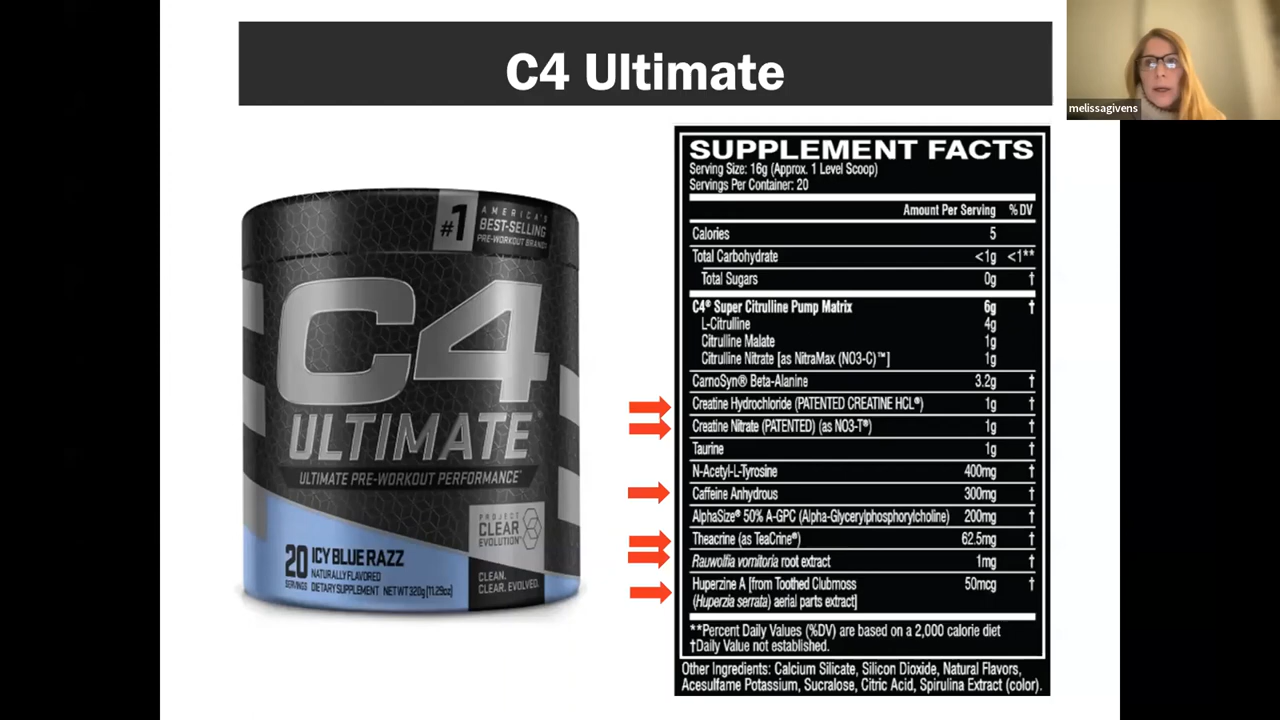 C4 Ultimate
melissagivens
#1
AMERICA'S
BEST-SELLING
PRE-WORKOUT BRAND
C4
ULTIMATE
ULTIMATE PRE-WORKOUT PERFORMANCE*
PROJECT
CLEAR
EVOLUTION
20
SERVINGS
ICY BLUE RAZZ
NATURALLY FLAVORED
DIETARY SUPPLEMENT NET WT 320g (11.29oz)
CLEAN.
CLEAR. EVOLVED.
SUPPLEMENT FACTS
Serving Size: 16g (Approx. 1 Level Scoop)
Servings Per Container: 20
Amount Per Serving %DV
Calories 5
Total Carbohydrate <1g <1**
Total Sugars 0g †
C4® Super Citrulline Pump Matrix 6g †
L-Citrulline 4g
Citrulline Malate 1g
Citrulline Nitrate [as NitraMax (NO3-C)™] 1g
CarnoSyn® Beta-Alanine 3.2g †
Creatine Hydrochloride (PATENTED CREATINE HCL®) 1g †
Creatine Nitrate (PATENTED) (as NO3-T®) 1g †
Taurine 1g †
N-Acetyl-L-Tyrosine 400mg †
Caffeine Anhydrous 300mg †
AlphaSize® 50% A-GPC (Alpha-Glycerylphosphorylcholine) 200mg †
Theacrine (as TeaCrine®) 62.5mg †
Rauwolfia vomitoria root extract 1mg †
Huperzine A [from Toothed Clubmoss 50mcg †
(Huperzia serrata) aerial parts extract]
**Percent Daily Values (%DV) are based on a 2,000 calorie diet
†Daily Value not established.
Other Ingredients: Calcium Silicate, Silicon Dioxide, Natural Flavors,
Acesulfame Potassium, Sucralose, Citric Acid, Spirulina Extract (color).